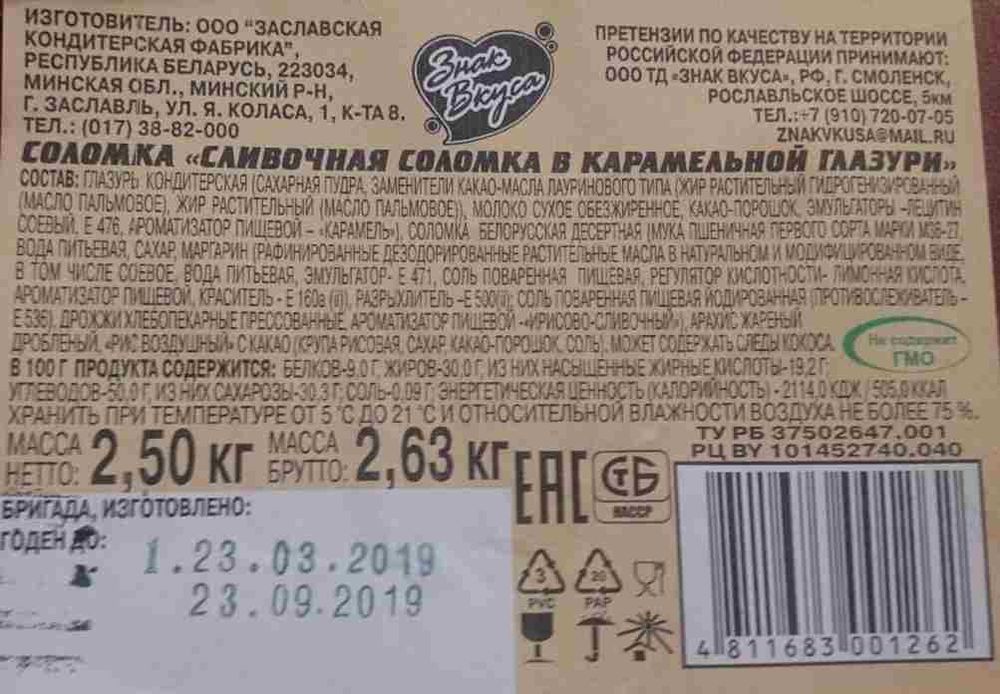 ИЗГОТОВИТЕЛЬ: ООО "ЗАСЛАВСКАЯ
КОНДИТЕРСКАЯ ФАБРИКА",
РЕСПУБЛИКА БЕЛАРУСЬ, 223034,
МИНСКАЯ ОБЛ., МИНСКИЙ Р-Н,
Г. ЗАСЛАВЛЬ, УЛ. Я. КОЛАСА, 1, К-ТА 8.
ТЕЛ.: (017) 38-82-000
Знак
Вкуса
ПРЕТЕНЗИИ ПО КАЧЕСТВУ НА ТЕРРИТОРИИ
РОССИЙСКОЙ ФЕДЕРАЦИИ ПРИНИМАЮТ:
ООО ТД «ЗНАК ВКУСА», РФ, Г. СМОЛЕНСК,
РОСЛАВЛЬСКОЕ ШОССЕ, 5км
ТЕЛ.:+7 (910) 720-07-05
ZNAKVKUSA@MAIL.RU
СОЛОМКА «СЛИВОЧНАЯ СОЛОМКА В КАРАМЕЛЬНОЙ ГЛАЗУРИ»
СОСТАВ: ГЛАЗУРЬ КОНДИТЕРСКАЯ (САХАРНАЯ ПУДРА, ЗАМЕНИТЕЛИ КАКАО-МАСЛА ЛАУРИНОВОГО ТИПА (ЖИР РАСТИТЕЛЬНЫЙ ГИДРОГЕНИЗИРОВАННЫЙ
(МАСЛО ПАЛЬМОВОЕ), ЖИР РАСТИТЕЛЬНЫЙ (МАСЛО ПАЛЬМОВОЕ)), МОЛОКО СУХОЕ ОБЕЗЖИРЕННОЕ, КАКАО-ПОРОШОК, ЭМУЛЬГАТОРЫ -ЛЕЦИТИН
СОЕВЫЙ, Е 476, АРОМАТИЗАТОР ПИЩЕВОЙ – «КАРАМЕЛЬ»), СОЛОМКА БЕЛОРУССКАЯ ДЕСЕРТНАЯ (МУКА ПШЕНИЧНАЯ ПЕРВОГО СОРТА МАРКИ М36-27,
ВОДА ПИТЬЕВАЯ, САХАР, МАРГАРИН (РАФИНИРОВАННЫЕ ДЕЗОДОРИРОВАННЫЕ РАСТИТЕЛЬНЫЕ МАСЛА В НАТУРАЛЬНОМ И МОДИФИЦИРОВАННОМ ВИДЕ,
В ТОМ ЧИСЛЕ СОЕВОЕ, ВОДА ПИТЬЕВАЯ, ЭМУЛЬГАТОР- Е 471, СОЛЬ ПОВАРЕННАЯ ПИЩЕВАЯ, РЕГУЛЯТОР КИСЛОТНОСТИ- ЛИМОННАЯ КИСЛОТА,
АРОМАТИЗАТОР ПИЩЕВОЙ, КРАСИТЕЛЬ - Е 160a (ii)), РАЗРЫХЛИТЕЛЬ –Е 500(ii); СОЛЬ ПОВАРЕННАЯ ПИЩЕВАЯ ЙОДИРОВАННАЯ (ПРОТИВОСЛЕЖИВАТЕЛЬ –
Е 536), ДРОЖЖИ ХЛЕБОПЕКАРНЫЕ ПРЕССОВАННЫЕ, АРОМАТИЗАТОР ПИЩЕВОЙ -«ИРИСОВО-СЛИВОЧНЫЙ»), АРАХИС ЖАРЕНЫЙ
ДРОБЛЕНЫЙ, «РИС ВОЗДУШНЫЙ» С КАКАО (КРУПА РИСОВАЯ, САХАР, КАКАО-ПОРОШОК, СОЛЬ). МОЖЕТ СОДЕРЖАТЬ СЛЕДЫ КОКОСА.
Не содержит
ГМО
В 100 Г ПРОДУКТА СОДЕРЖИТСЯ: БЕЛКОВ-9,0 Г, ЖИРОВ-30,0 Г, ИЗ НИХ НАСЫЩЕННЫЕ ЖИРНЫЕ КИСЛОТЫ-19,2 Г;
УГЛЕВОДОВ-50,0 Г, ИЗ НИХ САХАРОЗЫ-30,3 Г; СОЛЬ-0,09 Г; ЭНЕРГЕТИЧЕСКАЯ ЦЕННОСТЬ (КАЛОРИЙНОСТЬ) - 2114,0 КДЖ / 505,0 ККАЛ
ХРАНИТЬ ПРИ ТЕМПЕРАТУРЕ ОТ 5 °С ДО 21 °С И ОТНОСИТЕЛЬНОЙ ВЛАЖНОСТИ ВОЗДУХА НЕ БОЛЕЕ 75 %.
МАССА НЕТТО: 2,50 кг МАССА БРУТТО: 2,63 кг
ТУ РБ 37502647.001
РЦ BY 101452740.040
EAC
СТБ
НАССР
БРИГАДА, ИЗГОТОВЛЕНО:
ГОДЕН ДО:
1.23.03.2019
23.09.2019
3
PVC
20
PAP
4 811683 001262